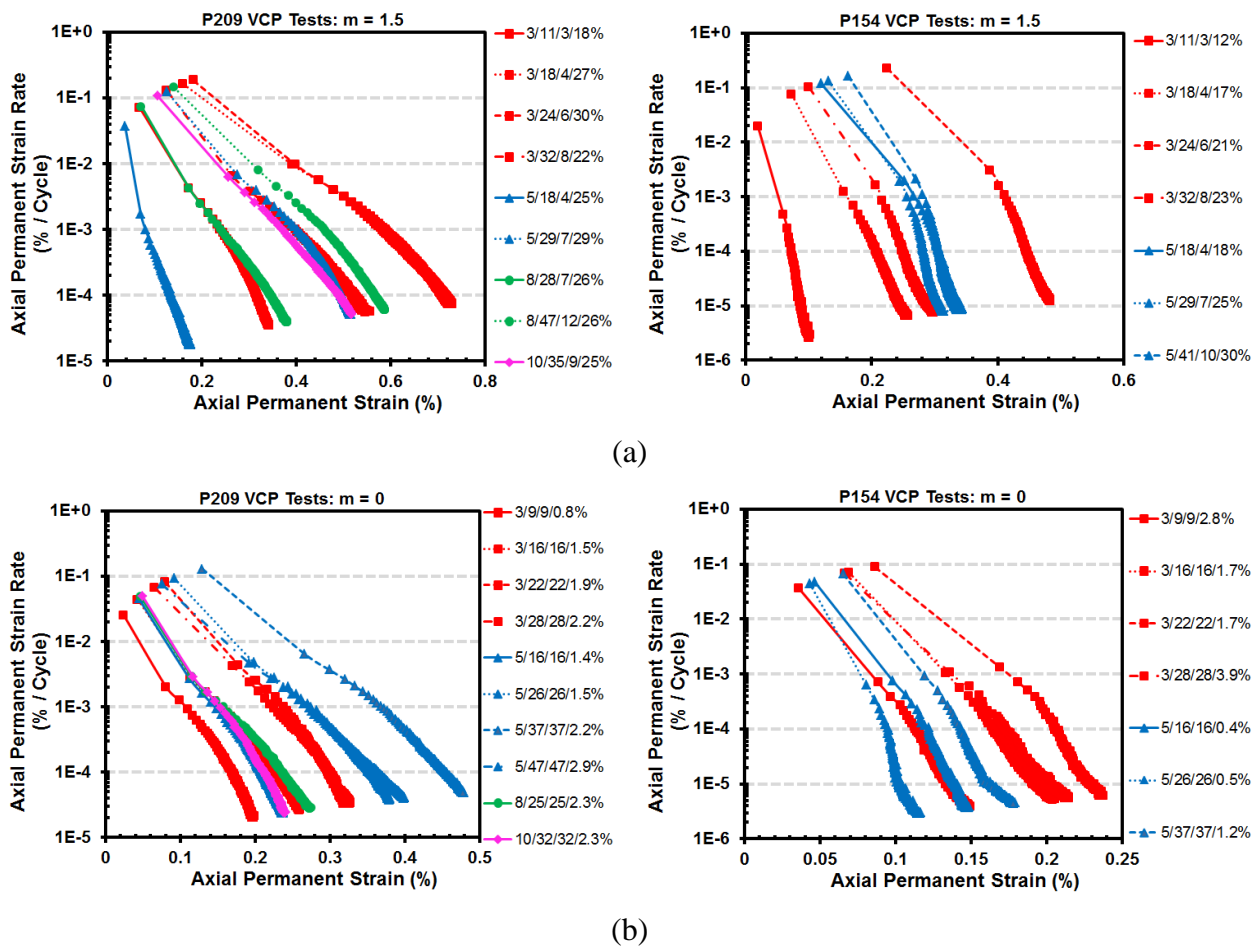 P209 VCP Tests: m = 1.5
Axial Permanent Strain Rate
(% / Cycle)
1E+0
1E-1
1E-2
1E-3
1E-4
1E-5
0
0.2
0.4
0.6
0.8
Axial Permanent Strain (%)
3/11/3/18%
3/18/4/27%
3/24/6/30%
3/32/8/22%
5/18/4/25%
5/29/7/29%
8/28/7/26%
8/47/12/26%
10/35/9/25%
P154 VCP Tests: m = 1.5
Axial Permanent Strain Rate
(% / Cycle)
1E+0
1E-1
1E-2
1E-3
1E-4
1E-5
1E-6
0
0.2
0.4
0.6
Axial Permanent Strain (%)
3/11/3/12%
3/18/4/17%
3/24/6/21%
3/32/8/23%
5/18/4/18%
5/29/7/25%
5/41/10/30%
(a)
P209 VCP Tests: m = 0
Axial Permanent Strain Rate
(% / Cycle)
1E+0
1E-1
1E-2
1E-3
1E-4
1E-5
0
0.1
0.2
0.3
0.4
0.5
Axial Permanent Strain (%)
3/9/9/0.8%
3/16/16/1.5%
3/22/22/1.9%
3/28/28/2.2%
5/16/16/1.4%
5/26/26/1.5%
5/37/37/2.2%
5/47/47/2.9%
8/25/25/2.3%
10/32/32/2.3%
P154 VCP Tests: m = 0
Axial Permanent Strain Rate
(% / Cycle)
1E+0
1E-1
1E-2
1E-3
1E-4
1E-5
1E-6
0
0.05
0.1
0.15
0.2
0.25
Axial Permanent Strain (%)
3/9/9/2.8%
3/16/16/1.7%
3/22/22/1.7%
3/28/28/3.9%
5/16/16/0.4%
5/26/26/0.5%
5/37/37/1.2%
(b)